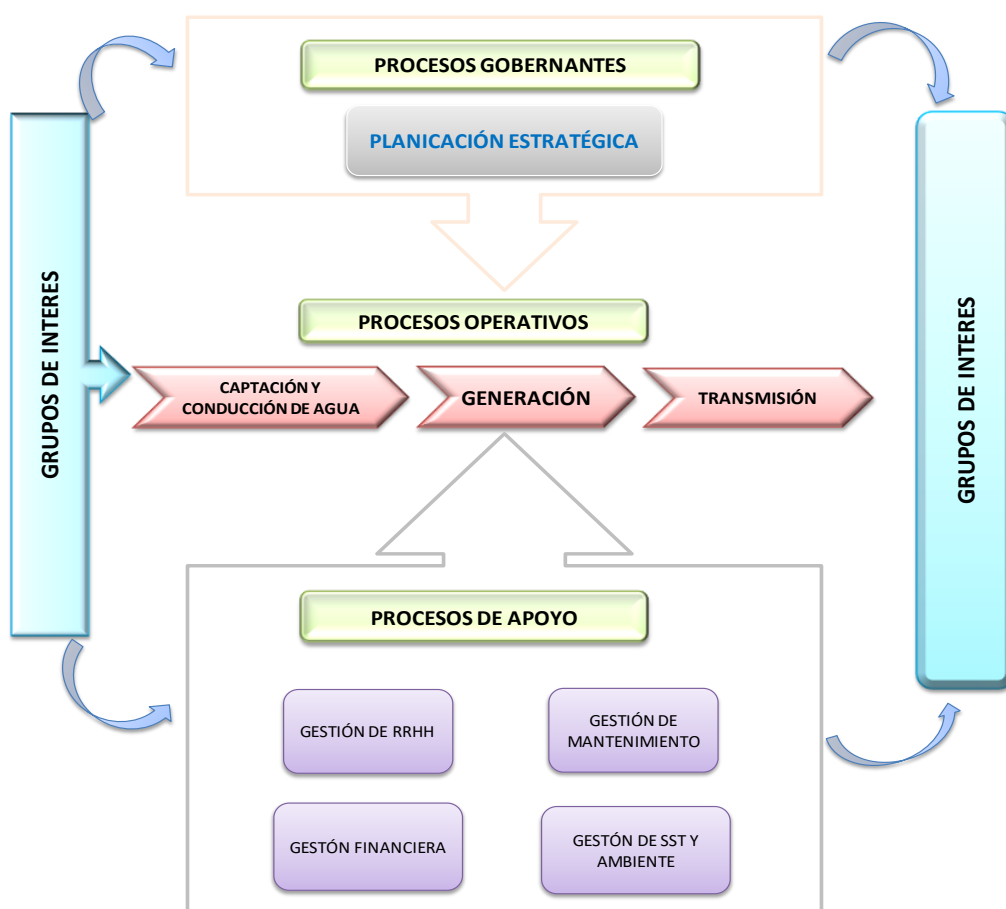 PROCESOS GOBERNANTES
PLANICACIÓN ESTRATÉGICA
GRUPOS DE INTERES
PROCESOS OPERATIVOS
CAPTACIÓN Y
CONDUCCIÓN DE AGUA
GENERACIÓN
TRANSMISIÓN
GRUPOS DE INTERES
PROCESOS DE APOYO
GESTIÓN DE RRHH
GESTIÓN DE
MANTENIMIENTO
GESTÓN FINANCIERA
GESTÓN DE SST Y
AMBIENTE